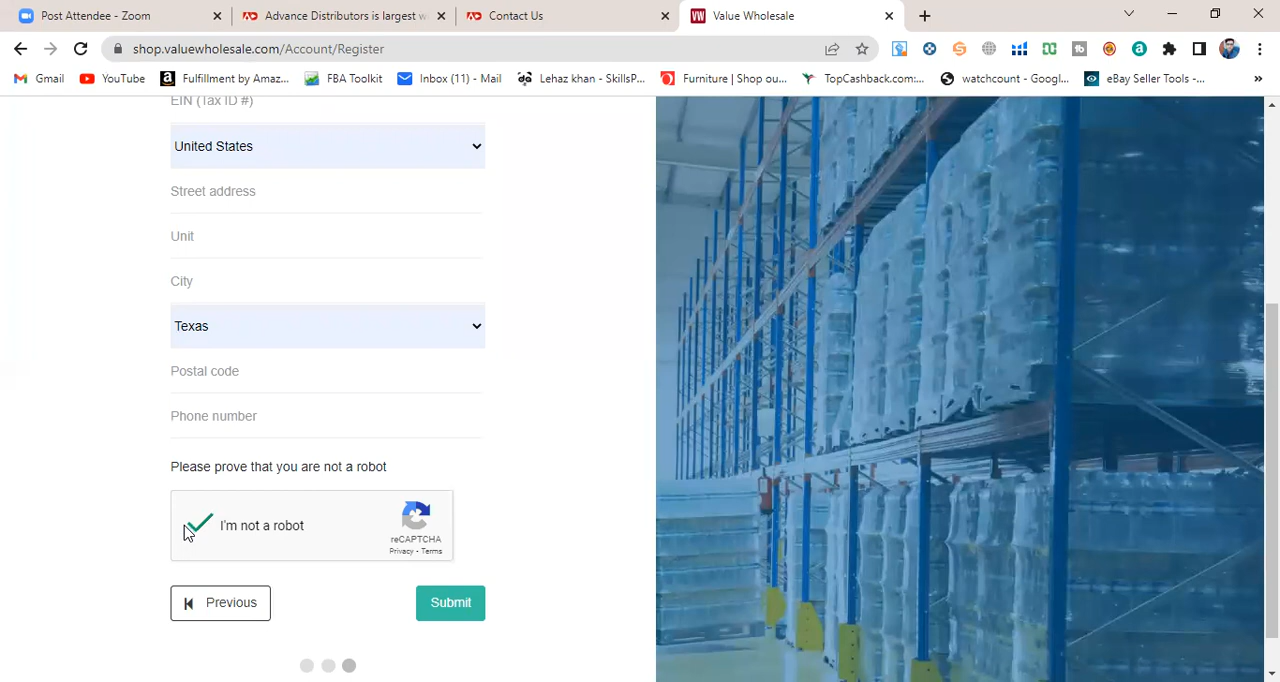 Post Attendee - Zoom
Advance Distributors is largest w
Contact Us
Value Wholesale
shop.valuewholesale.com/Account/Register
Gmail
YouTube
Fulfillment by Amaz...
FBA Toolkit
Inbox (11) - Mail
Lehaz khan - SkillsP...
Furniture | Shop ou...
TopCashback.com:...
watchcount - Googl...
eBay Seller Tools -...
»
EIN (Tax ID #)
United States
Street address
Unit
City
Texas
Postal code
Phone number
Please prove that you are not a robot
I'm not a robot
reCAPTCHA
Privacy - Terms
Previous
Submit